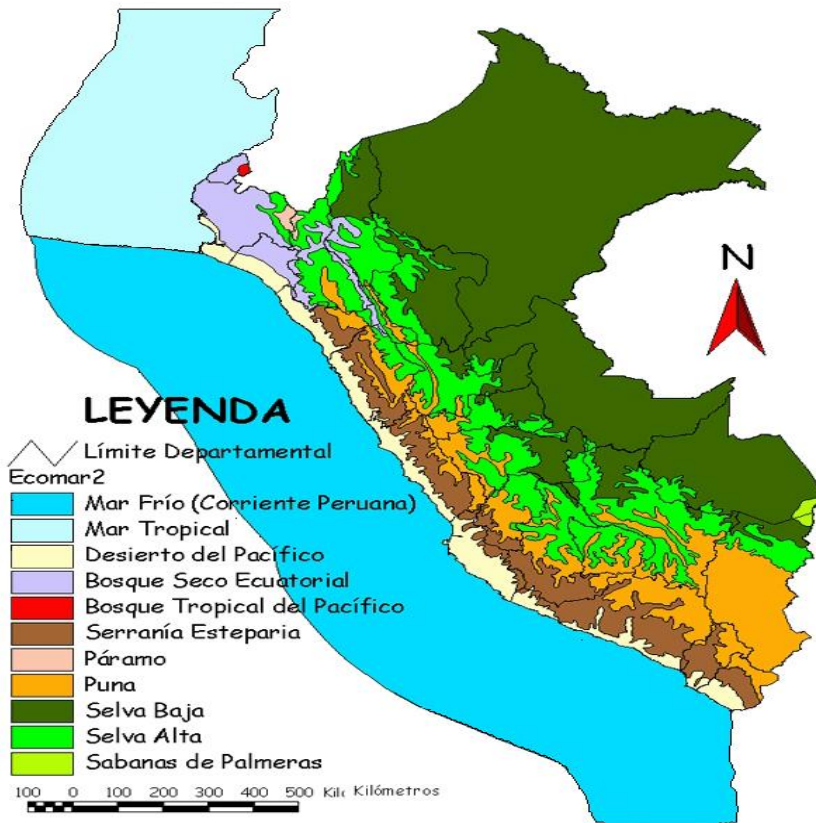 N
LEYENDA
Límite Departamental
Ecomar2
Mar Frío (Corriente Peruana)
Mar Tropical
Desierto del Pacífico
Bosque Seco Ecuatorial
Bosque Tropical del Pacífico
Serranía Esteparia
Páramo
Puna
Selva Baja
Selva Alta
Sabanas de Palmeras
100 0 100 200 300 400 500 Kilómetros